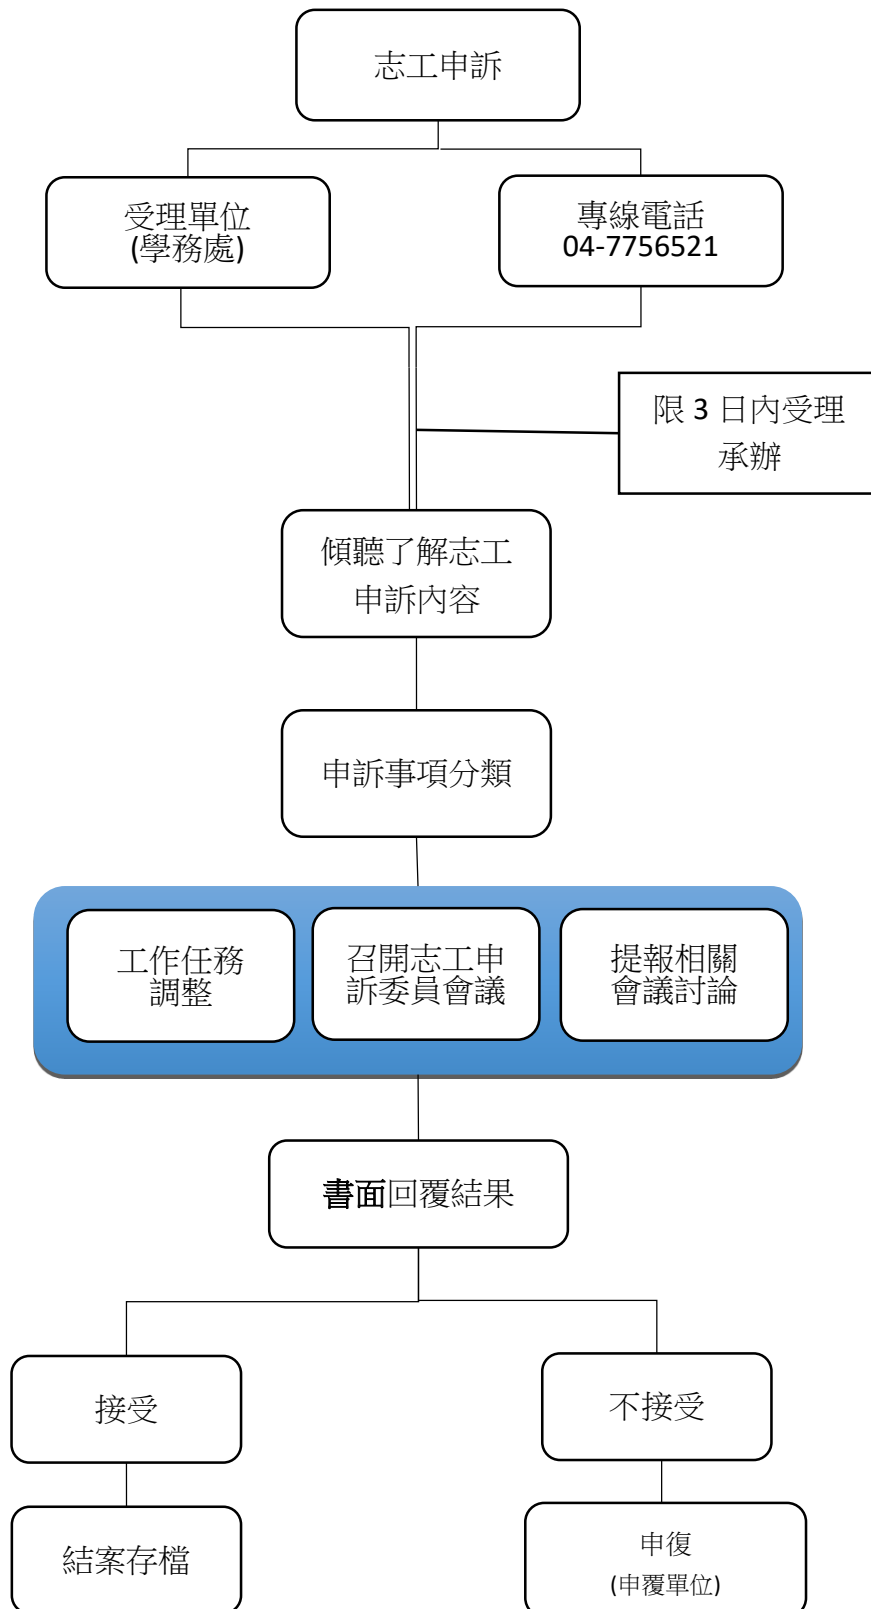 志工申訴
受理單位
(學務處)
專線電話
04-7756521
限 3 日內受理
承辦
傾聽了解志工
申訴內容
申訴事項分類
工作任務
調整
召開志工申
訴委員會議
提報相關
會議討論
書面回覆結果
接受
不接受
結案存檔
申復
(申覆單位)